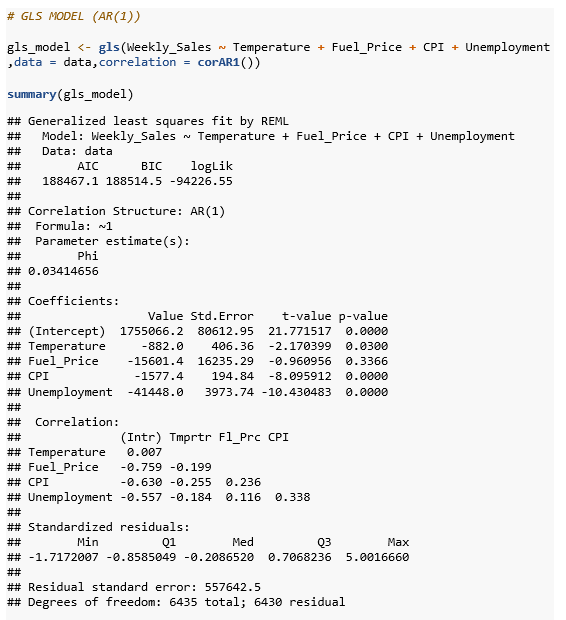 # GLS MODEL (AR(1))
gls_model <- gls(Weekly_Sales ~ Temperature + Fuel_Price + CPI + Unemployment
,data = data,correlation = corAR1())
summary(gls_model)
## Generalized least squares fit by REML
##   Model: Weekly_Sales ~ Temperature + Fuel_Price + CPI + Unemployment
##   Data: data
##        AIC      BIC    logLik
##   188467.1 188514.5 -94226.55
##
## Correlation Structure: AR(1)
##  Formula: ~1
##  Parameter estimate(s):
##        Phi
## 0.03414656
##
## Coefficients:
##                  Value Std.Error    t-value p-value
## (Intercept)  1755066.2  80612.95  21.771517  0.0000
## Temperature     -882.0    406.36  -2.170399  0.0300
## Fuel_Price    -15601.4  16235.29  -0.960956  0.3366
## CPI            -1577.4    194.84  -8.095912  0.0000
## Unemployment  -41448.0   3973.74 -10.430483  0.0000
##
##  Correlation:
##              (Intr) Tmprtr Fl_Prc CPI
## Temperature   0.007
## Fuel_Price   -0.759 -0.199
## CPI          -0.630 -0.255  0.236
## Unemployment -0.557 -0.184  0.116  0.338
##
## Standardized residuals:
##        Min         Q1        Med         Q3        Max
## -1.7172007 -0.8585049 -0.2086520  0.7068236  5.0016660
##
## Residual standard error: 557642.5
## Degrees of freedom: 6435 total; 6430 residual